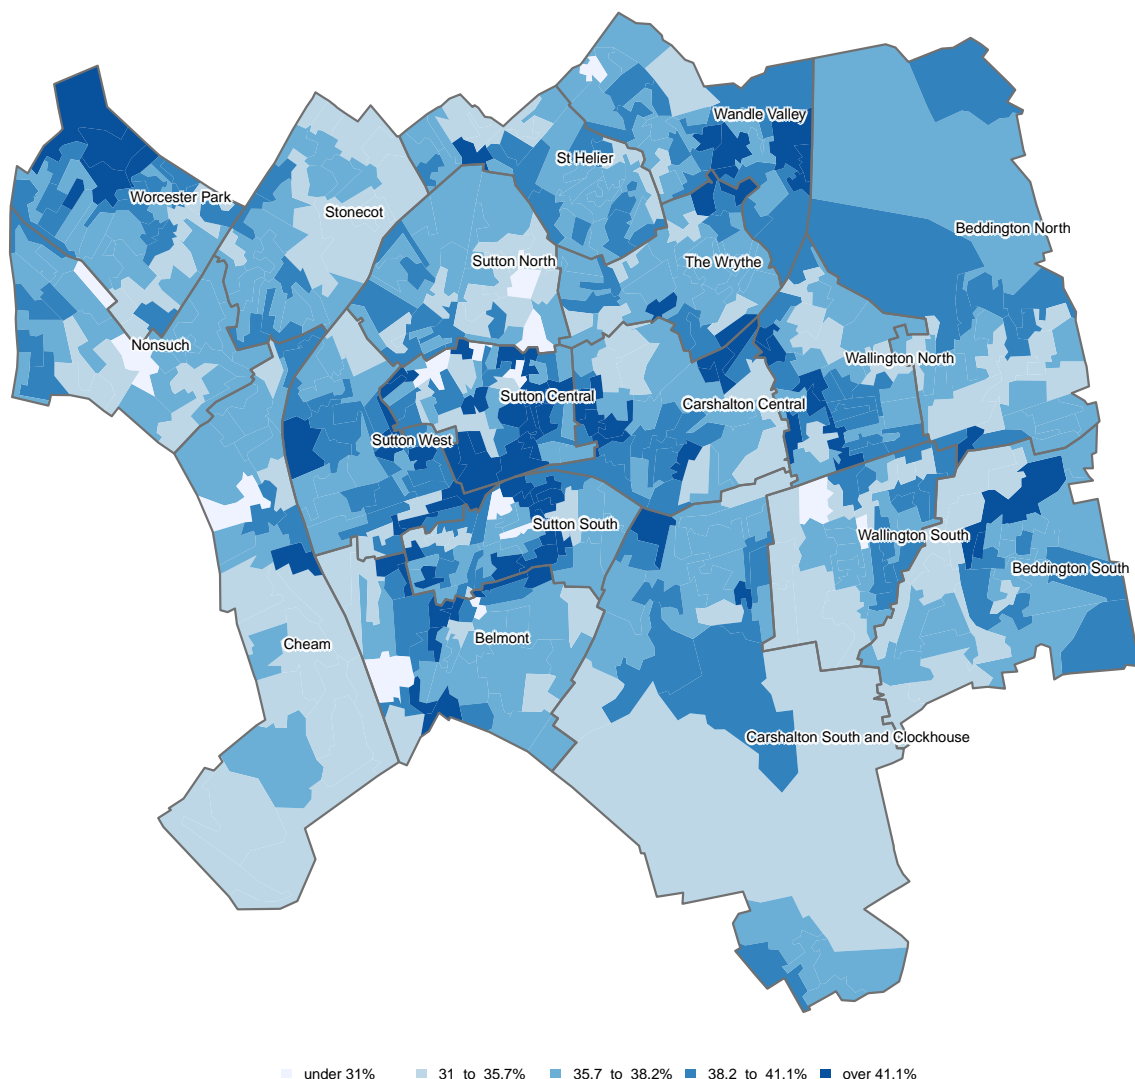 Wandle Valley
St Helier
Worcester Park
Stonecot
Beddington North
Sutton North
The Wrythe
Nonsuch
Wallington North
Sutton Central
Carshalton Central
Sutton West
Sutton South
Wallington South
Beddington South
Belmont
Cheam
Carshalton South and Clockhouse
under 31% 31 to 35.7% 35.7 to 38.2% 38.2 to 41.1% over 41.1%